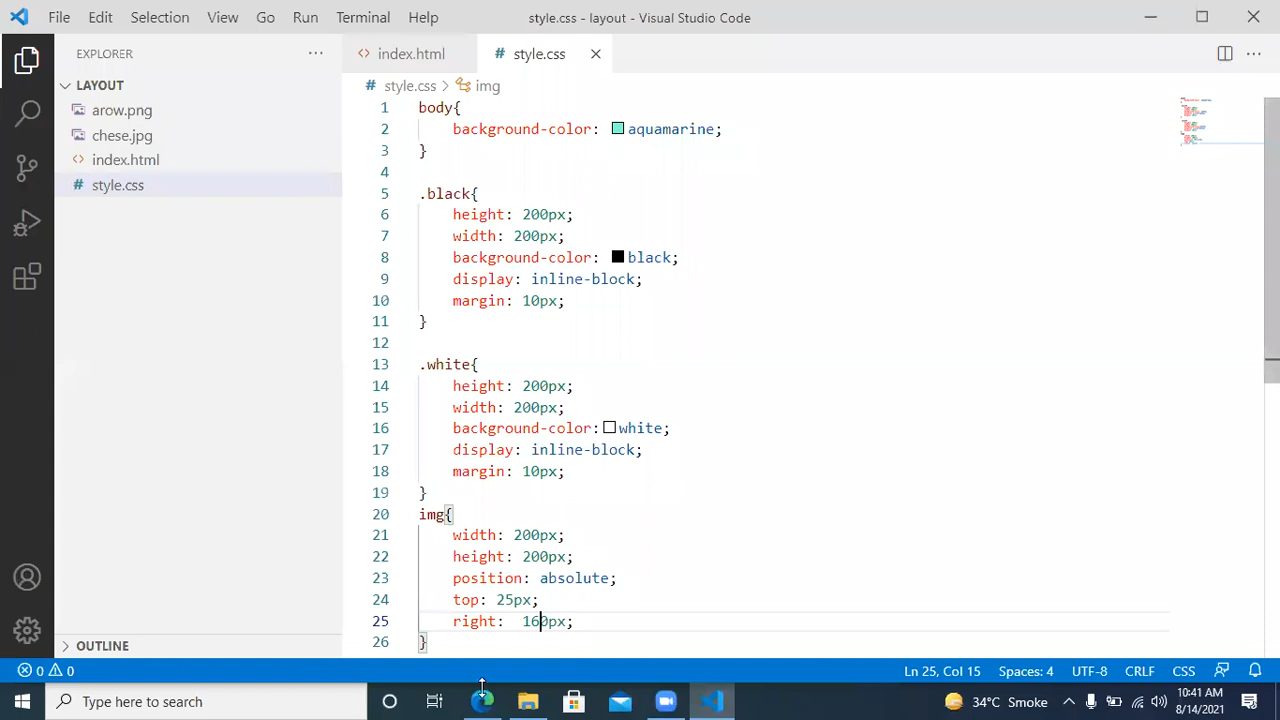 File Edit Selection View Go Run Terminal Help style.css - layout - Visual Studio Code
EXPLORER
LAYOUT
arow.png
chese.jpg
index.html
style.css
OUTLINE
index.html style.css
style.css > img
1 body{
2 background-color: aquamarine;
3 }
4
5 .black{
6 height: 200px;
7 width: 200px;
8 background-color: black;
9 display: inline-block;
10 margin: 10px;
11 }
12
13 .white{
14 height: 200px;
15 width: 200px;
16 background-color: white;
17 display: inline-block;
18 margin: 10px;
19 }
20 img{
21 width: 200px;
22 height: 200px;
23 position: absolute;
24 top: 25px;
25 right:  160px;
26 }
0 0 Ln 25, Col 15 Spaces: 4 UTF-8 CRLF CSS
Type here to search 34°C Smoke 10:41 AM
8/14/2021